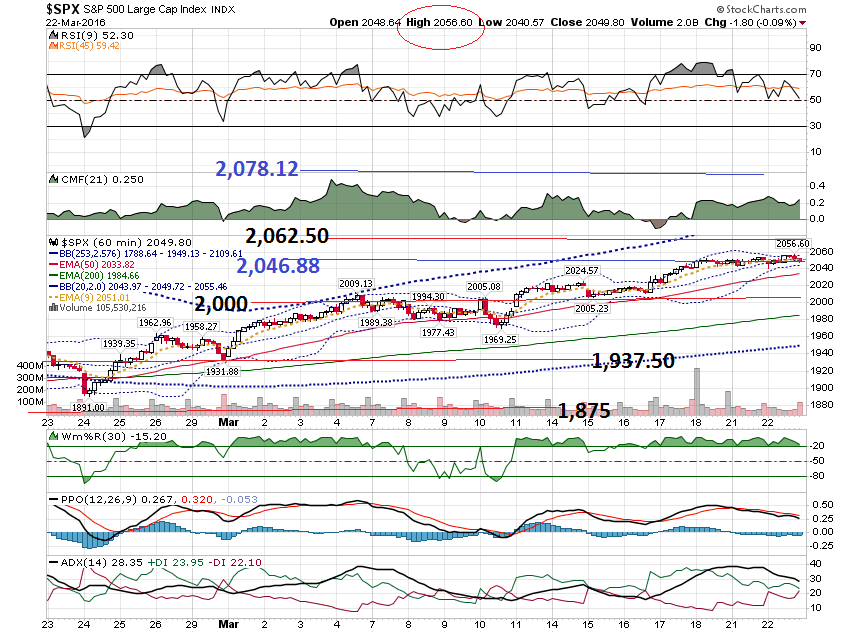 $SPX S&P 500 Large Cap Index INDX © StockCharts.com
22-Mar-2016 Open 2048.64 High 2056.60 Low 2040.57 Close 2049.80 Volume 2.0B Chg -1.80 (-0.09%)
RSI(9) 52.30
RSI(45) 59.42
90
70
50
30
10
2,078.12
CMF(21) 0.250
0.4
0.2
0.0
2,062.50
$SPX (60 min) 2049.80
2056.60
BB(253,2.576) 1788.64 - 1949.13 - 2109.61
2060
EMA(50) 2033.82
2,046.88
2040
EMA(200) 1984.66
2024.57
BB(20,2.0) 2043.97 - 2049.72 - 2055.46
2009.13
2005.08
2020
EMA(9) 2051.01
1994.30
2,000
2000
Volume 105,530,216
2005.23
1962.96
1958.27
1989.38
1977.43
1980
1939.35
1969.25
1960
1940
400M
1931.88
1,937.50
1920
300M
200M
1900
100M
1891.00
1,875
1880
23 24 25 26 29 Mar 2 3 4 7 8 9 10 11 14 15 16 17 18 21 22
Wm%R(30) -15.20
-20
-50
-80
PPO(12,26,9) 0.267, 0.320, -0.053
0.50
0.25
0.00
-0.25
ADX(14) 28.35 +DI 23.95 -DI 22.10
40
30
20
10
23 24 25 26 29 Mar 2 3 4 7 8 9 10 11 14 15 16 17 18 21 22